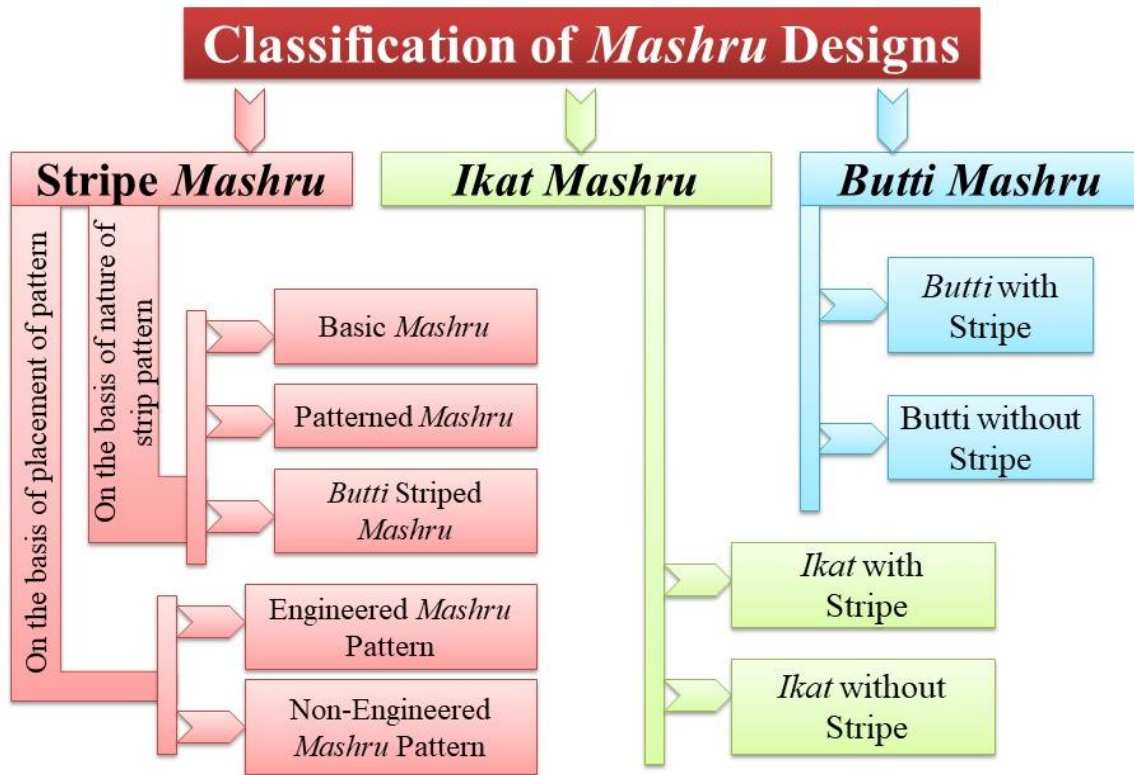 Classification of Mashru Designs
Stripe Mashru
On the basis of placement of pattern
On the basis of nature of
strip pattern
Basic Mashru
Patterned Mashru
Butti Striped
Mashru
Engineered Mashru
Pattern
Non-Engineered
Mashru Pattern
Ikat Mashru
Ikat with
Stripe
Ikat without
Stripe
Butti Mashru
Butti with
Stripe
Butti without
Stripe